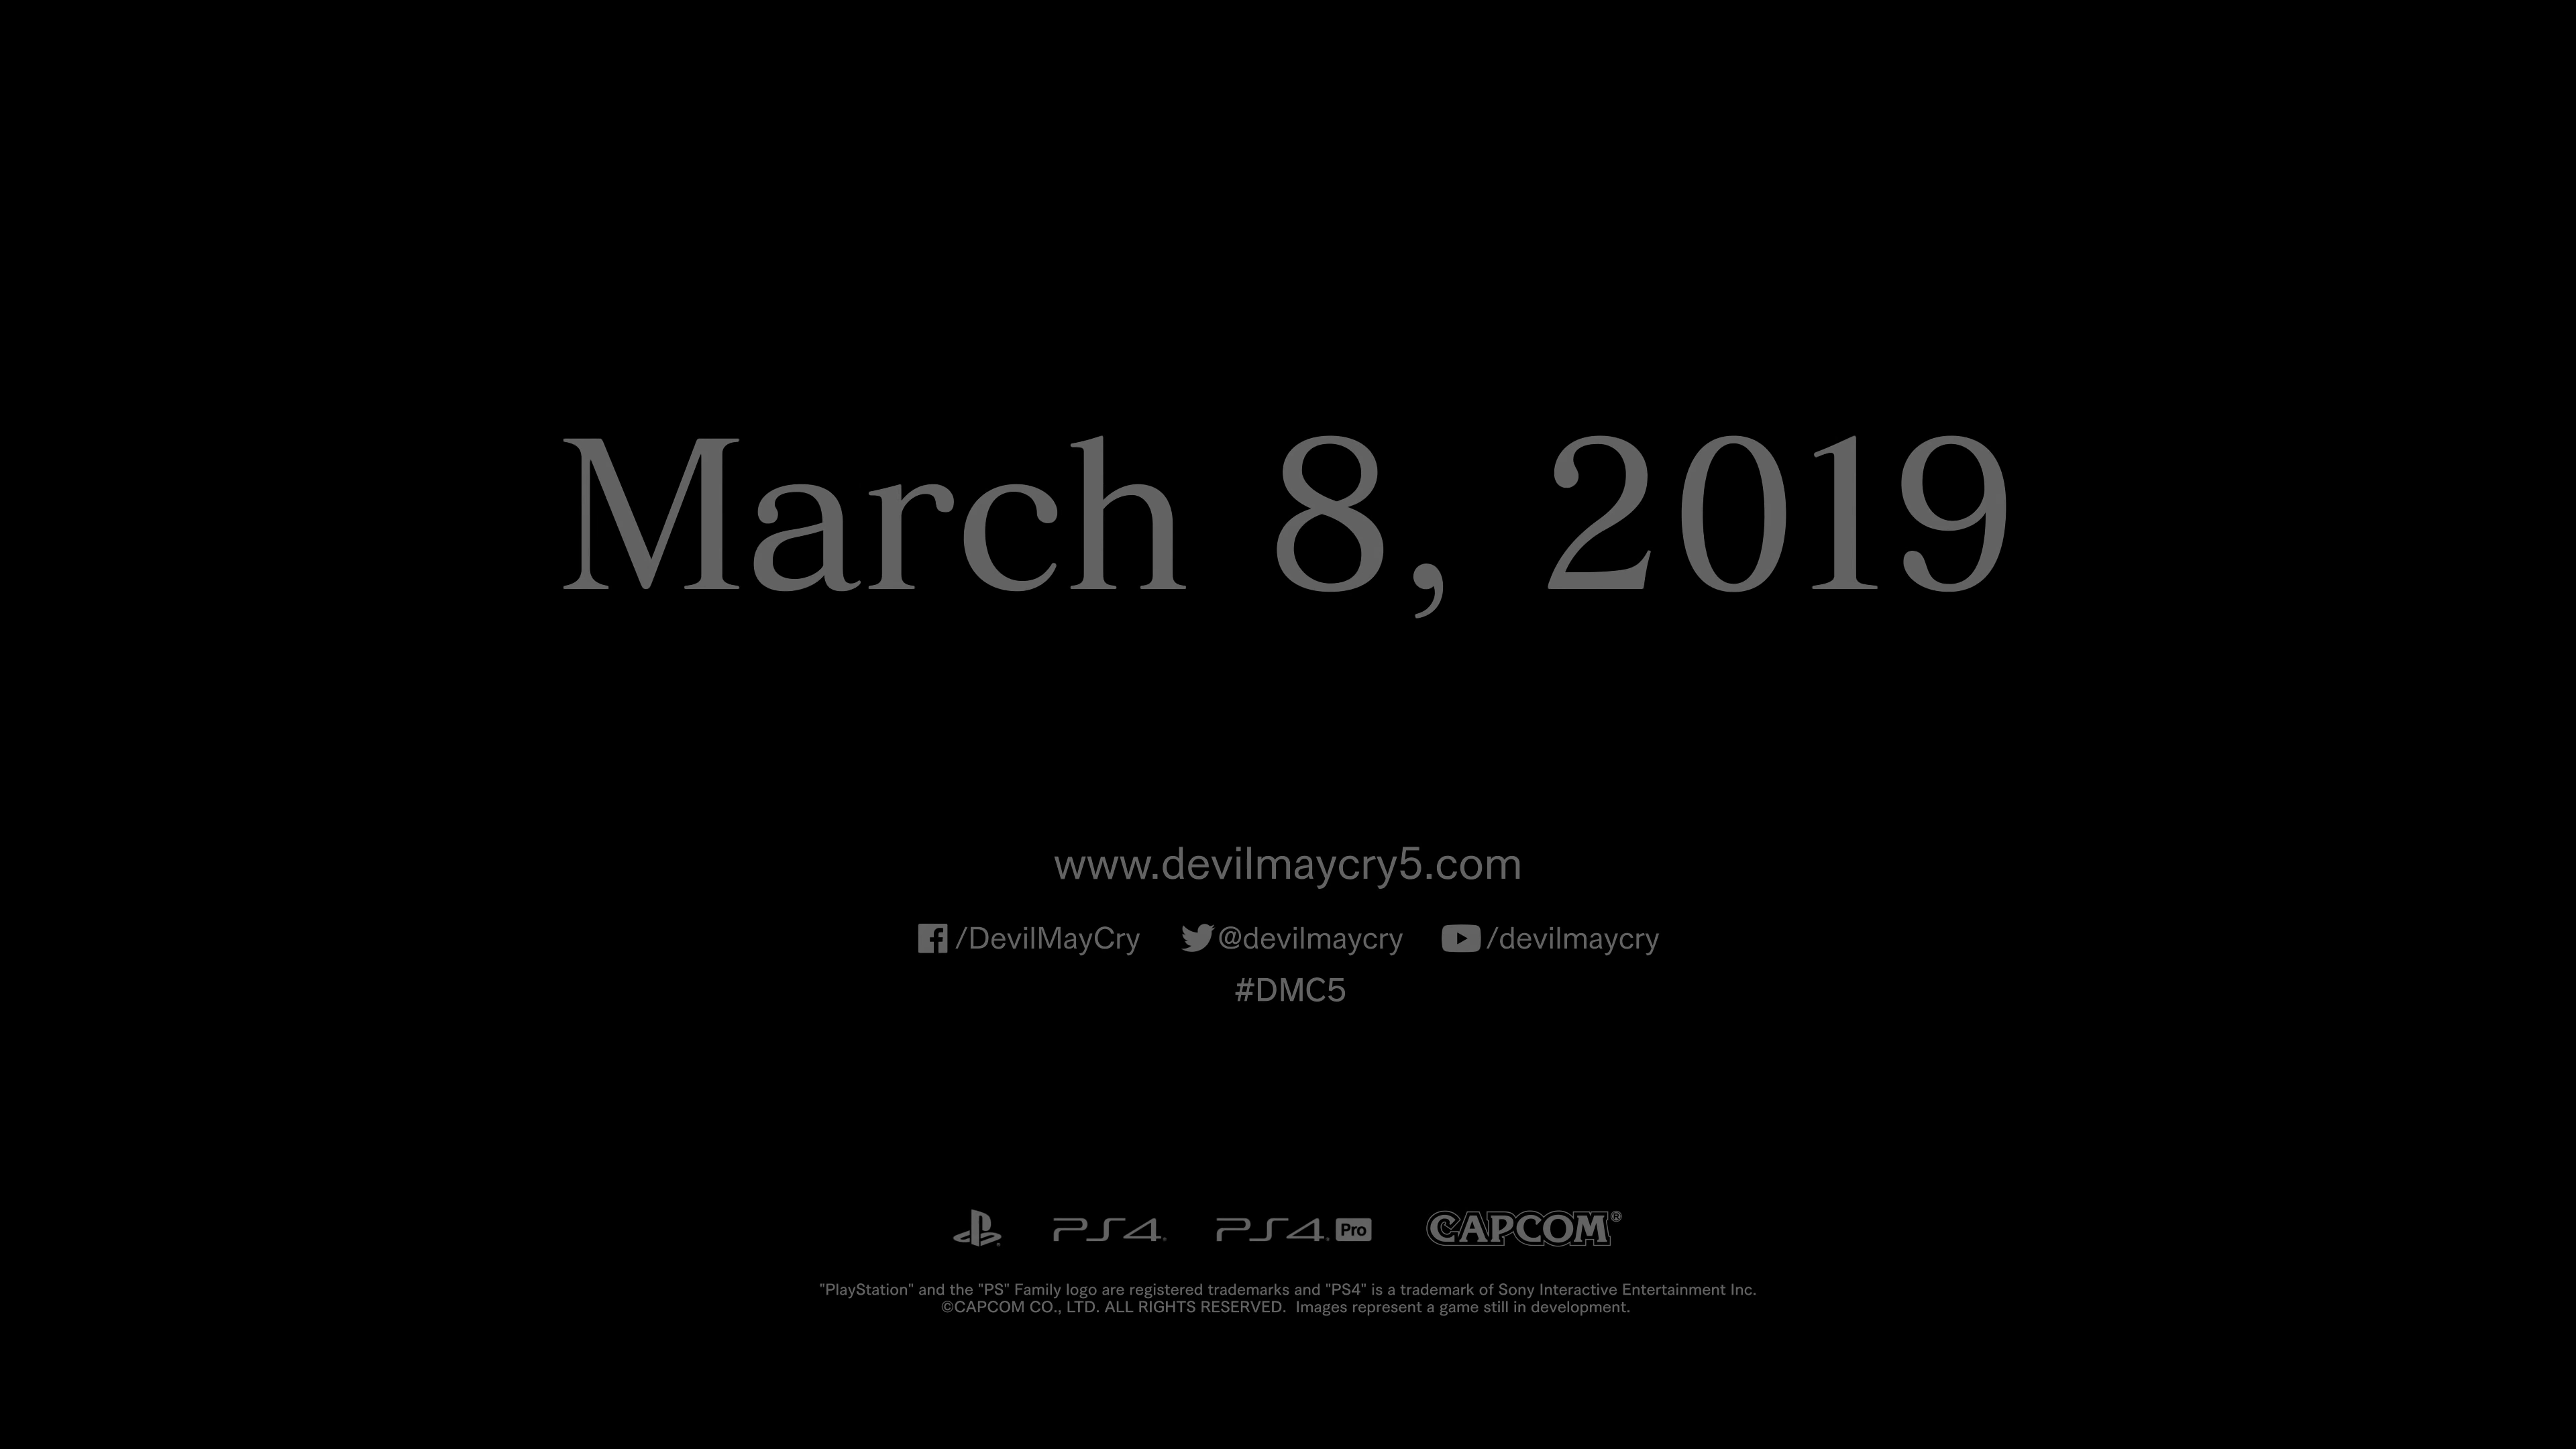 March 8, 2019
www.devilmaycry5.com
/DevilMayCry @devilmaycry /devilmaycry
#DMC5
PS4 PS4 Pro CAPCOM®
"PlayStation" and the "PS" Family logo are registered trademarks and "PS4" is a trademark of Sony Interactive Entertainment Inc.
©CAPCOM CO., LTD. ALL RIGHTS RESERVED. Images represent a game still in development.